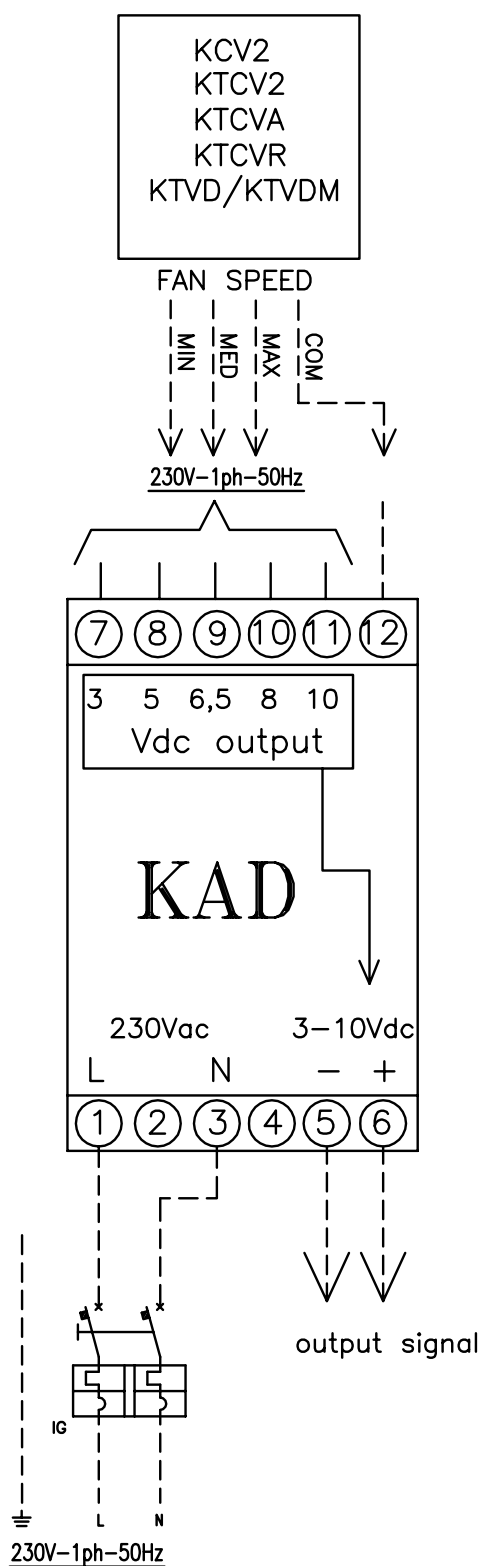 KCV2
KTCV2
KTCVA
KTCVR
KTVD/KTVDM
FAN SPEED
MIN
MED
MAX
COM
230V-1ph-50Hz
7 8 9 10 11 12
3 5 6,5 8 10
Vdc output
KAD
230Vac 3-10Vdc
L N - +
1 2 3 4 5 6
output signal
IG
L N
230V-1ph-50Hz